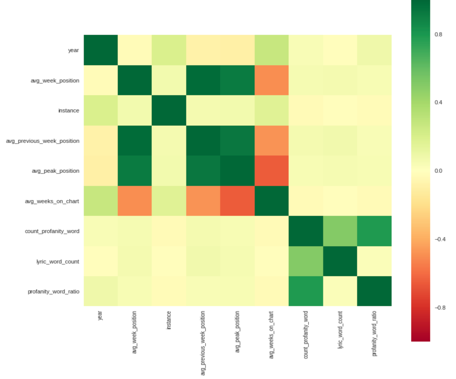 year
avg_week_position
instance
avg_previous_week_position
avg_peak_position
avg_weeks_on_chart
count_profanity_word
lyric_word_count
profanity_word_ratio
year
avg_week_position
instance
avg_previous_week_position
avg_peak_position
avg_weeks_on_chart
count_profanity_word
lyric_word_count
profanity_word_ratio
0.8
0.4
0.0
−0.4
−0.8